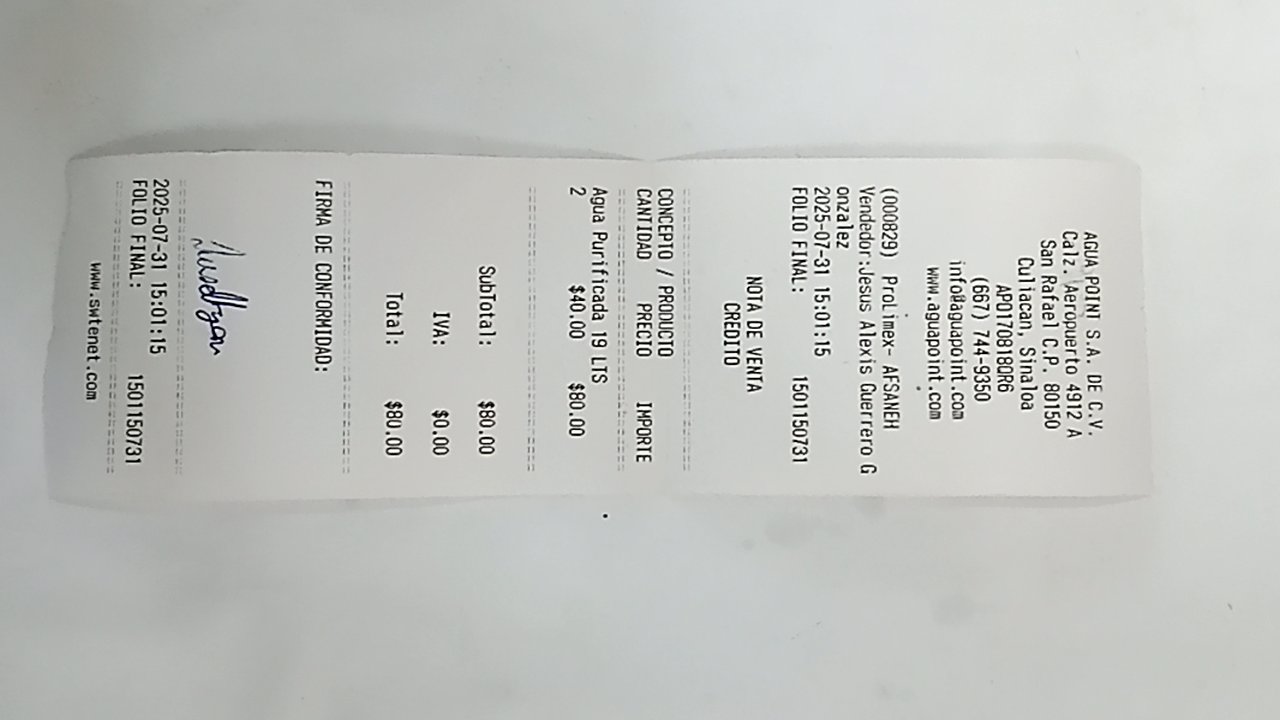 AGUA POINT S.A. DE C.V.
Calz. Aeropuerto 4912 A
San Rafael C.P. 80150
Culiacan, Sinaloa
APO170818QR6
(667) 744-9350
info@aguapoint.com
www.aguapoint.com
(000829) ProLimex- AFSANEH
Vendedor:Jesus Alexis Guerrero G
onzalez
2025-07-31 15:01:15
FOLIO FINAL: 1501150731
NOTA DE VENTA
CREDITO
CONCEPTO / PRODUCTO
CANTIDAD PRECIO IMPORTE
Agua Purificada 19 LTS
2 $40.00 $80.00
SubTotal: $80.00
IVA: $0.00
Total: $80.00
FIRMA DE CONFORMIDAD:
2025-07-31 15:01:15
FOLIO FINAL: 1501150731
www.swtenet.com